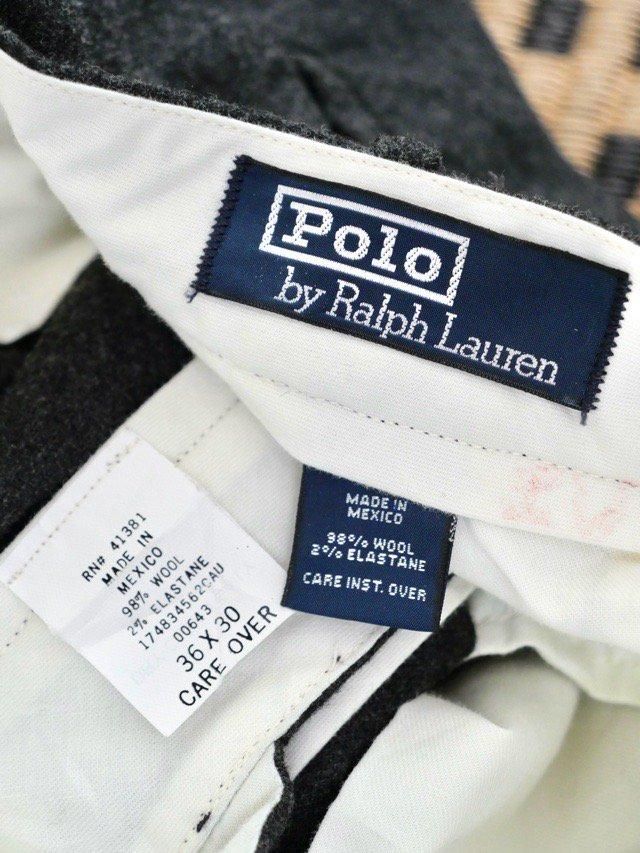 Polo
by Ralph Lauren
MADE IN
MEXICO
98% WOOL
2% ELASTANE
CARE INST. OVER
RN# 41381
MADE IN
MEXICO
98% WOOL
2% ELASTANE
174834562CAU
00643
36 X 30
CARE OVER